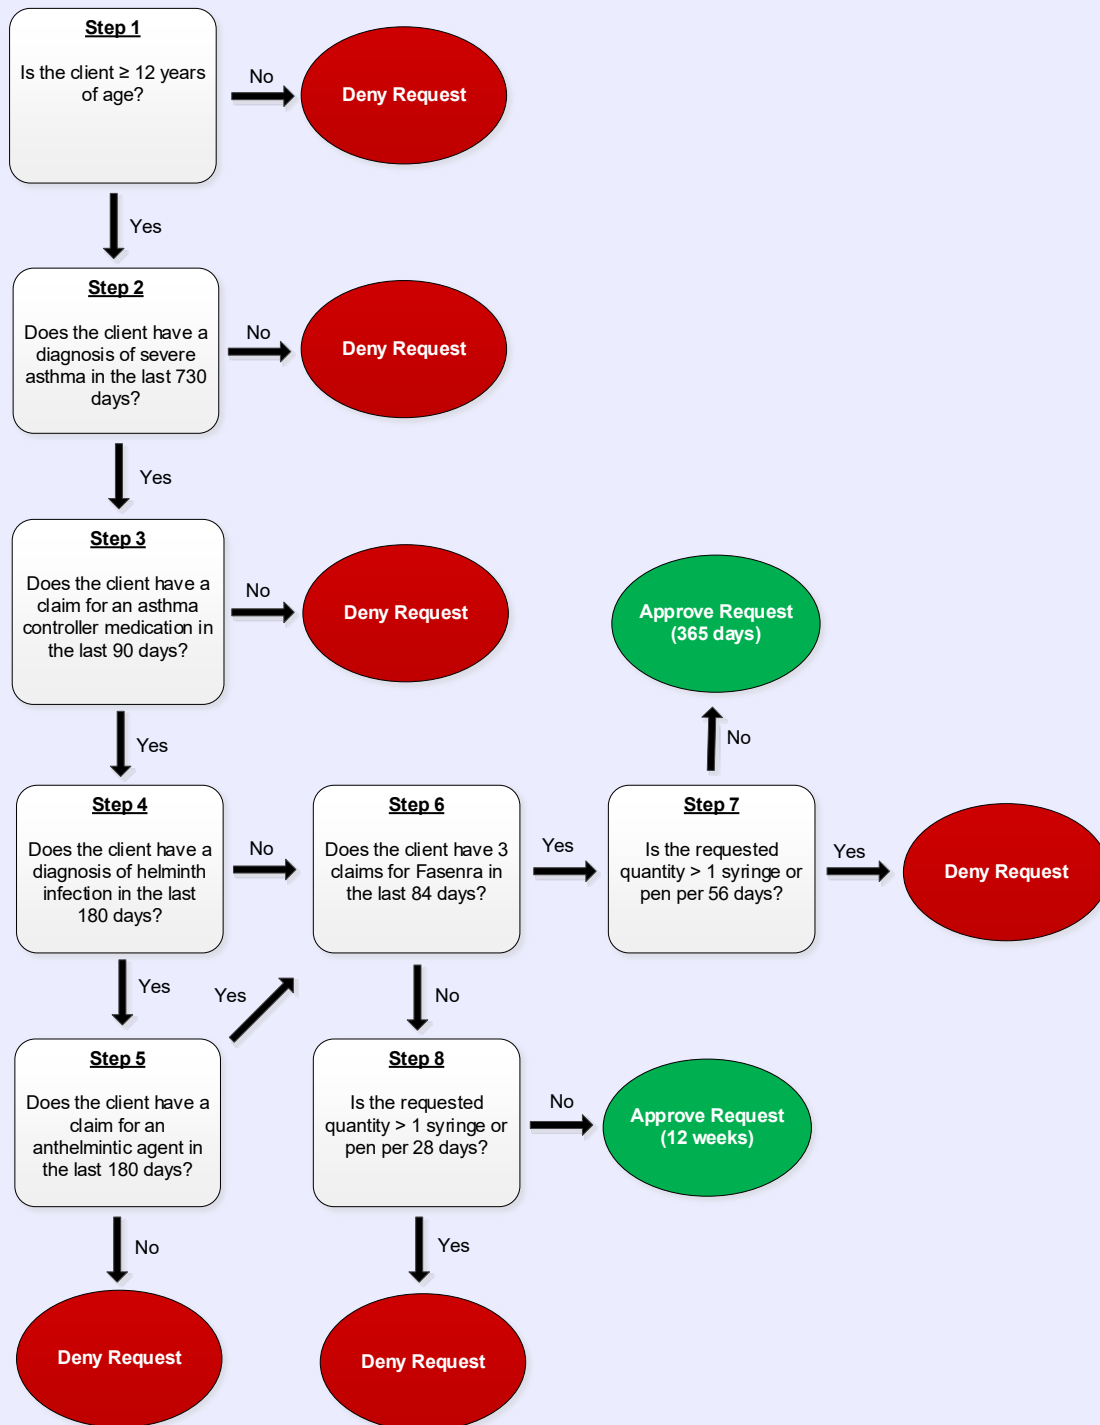 Step 1
Is the client ≥ 12 years
of age?
No
Deny Request
Yes
Step 2
Does the client have a
diagnosis of severe
asthma in the last 730
days?
No
Deny Request
Yes
Step 3
Does the client have a
claim for an asthma
controller medication in
the last 90 days?
No
Deny Request
Approve Request
(365 days)
Yes
No
Step 4
Does the client have a
diagnosis of helminth
infection in the last
180 days?
No
Step 6
Does the client have 3
claims for Fasenra in
the last 84 days?
Yes
Step 7
Is the requested
quantity > 1 syringe or
pen per 56 days?
Yes
Deny Request
Yes
Yes
No
Step 5
Does the client have a
claim for an
anthelmintic agent in
the last 180 days?
Step 8
Is the requested
quantity > 1 syringe or
pen per 28 days?
No
Approve Request
(12 weeks)
No
Yes
Deny Request
Deny Request